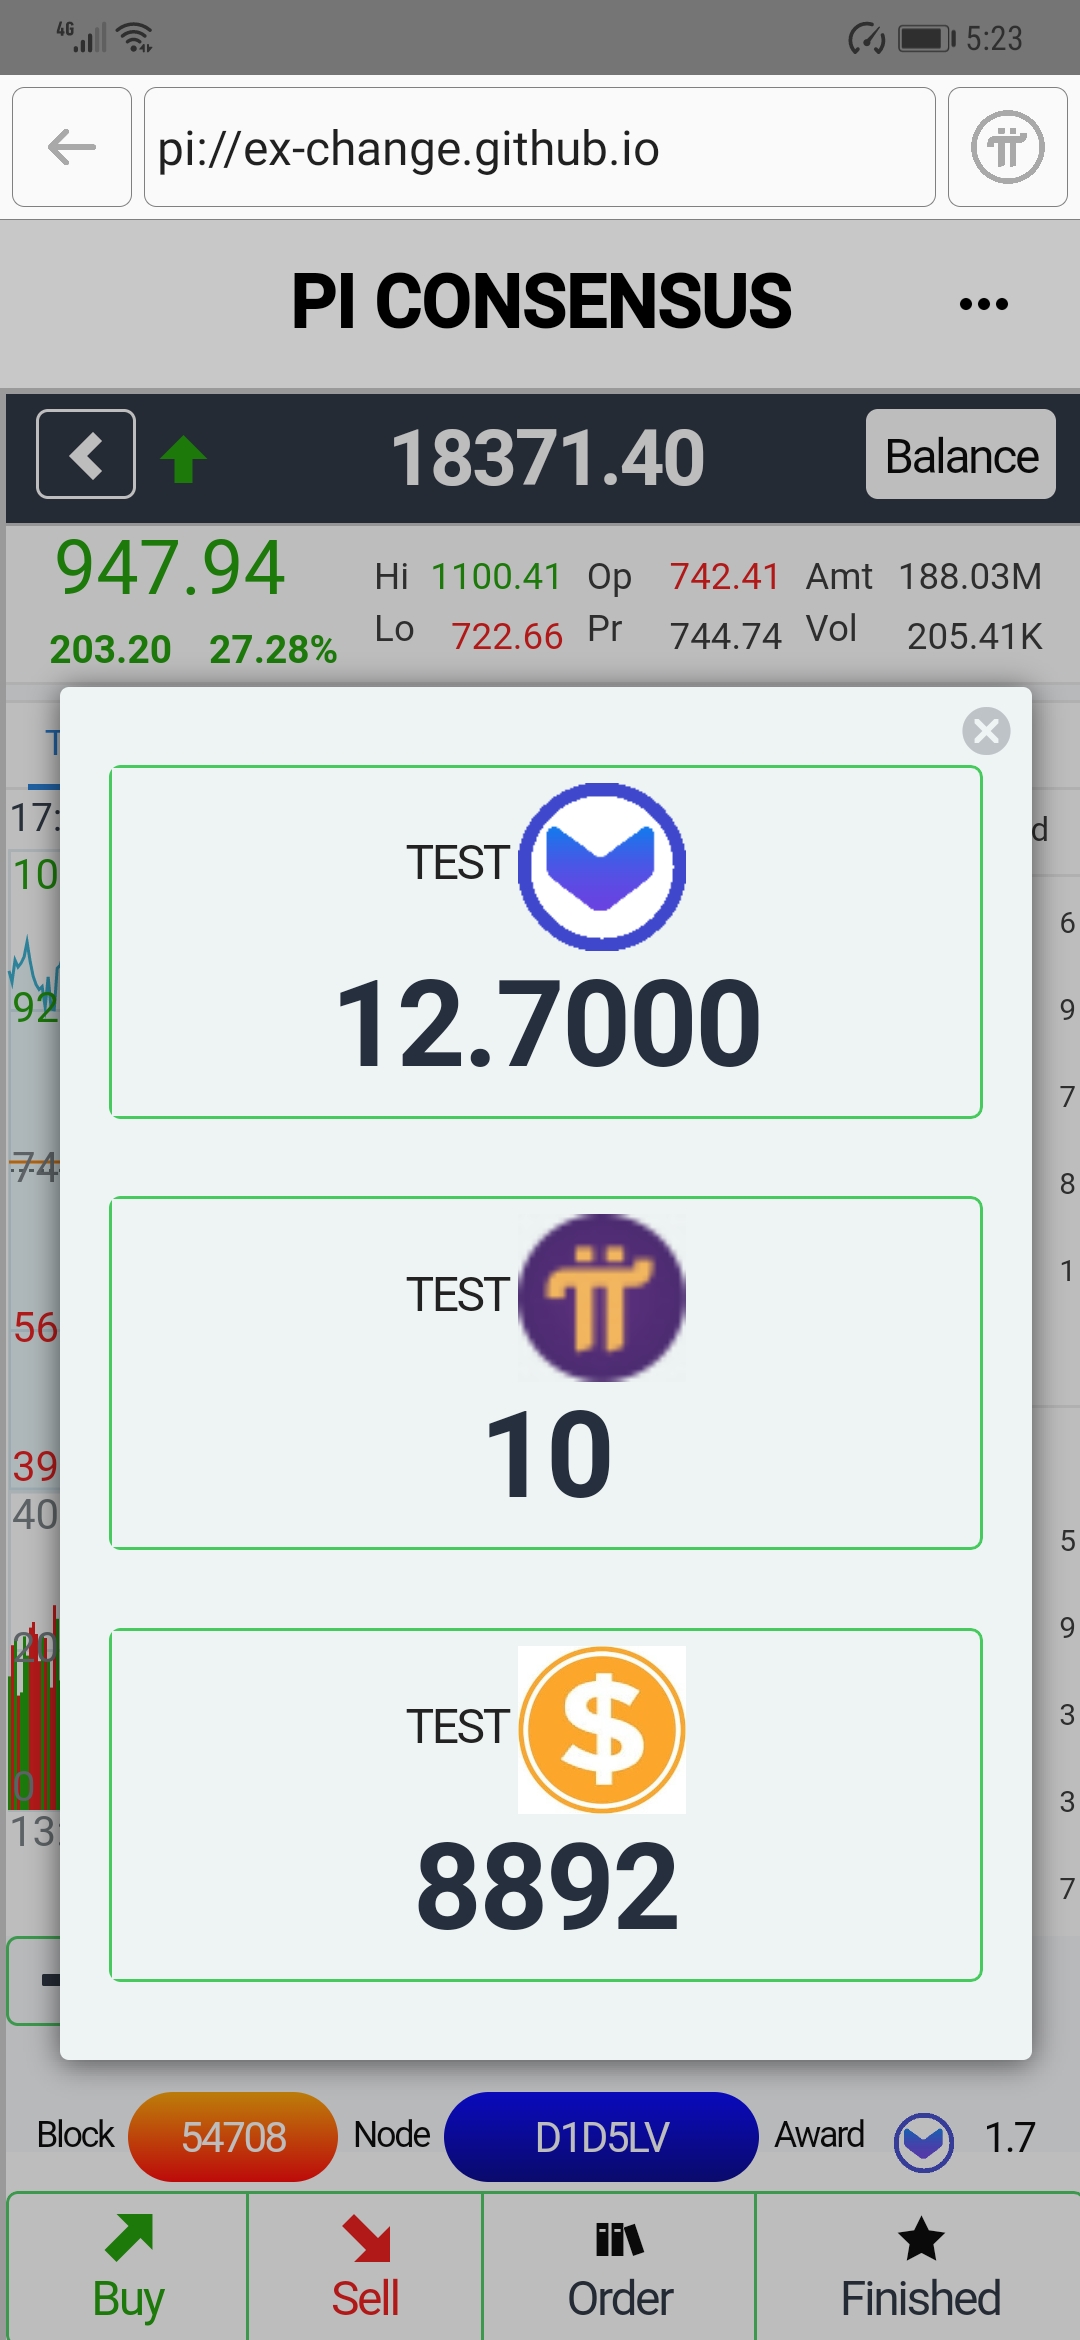 4G 5:23
pi://ex-change.github.io
PI CONSENSUS
18371.40 Balance
947.94 Hi 1100.41 Op 742.41 Amt 188.03M
203.20 27.28% Lo 722.66 Pr 744.74 Vol 205.41K
17:
d
10
6
92
9
7
74
8
1
56
39
40
5
20
9
3
0
3
13:
7
TEST
12.7000
TEST
10
TEST
$
8892
Block 54708 Node D1D5LV Award 1.7
Buy Sell Order Finished